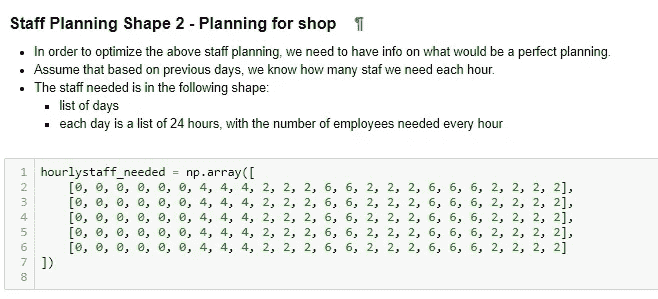 Staff Planning Shape 2 - Planning for shop ¶
• In order to optimize the above staff planning, we need to have info on what would be a perfect planning.
• Assume that based on previous days, we know how many staf we need each hour.
• The staff needed is in the following shape:
▪ list of days
▪ each day is a list of 24 hours, with the number of employees needed every hour
1 hourlystaff_needed = np.array([
2 [0, 0, 0, 0, 0, 0, 4, 4, 4, 2, 2, 2, 6, 6, 2, 2, 2, 6, 6, 6, 2, 2, 2, 2],
3 [0, 0, 0, 0, 0, 0, 4, 4, 4, 2, 2, 2, 6, 6, 2, 2, 2, 6, 6, 6, 2, 2, 2, 2],
4 [0, 0, 0, 0, 0, 0, 4, 4, 4, 2, 2, 2, 6, 6, 2, 2, 2, 6, 6, 6, 2, 2, 2, 2],
5 [0, 0, 0, 0, 0, 0, 4, 4, 4, 2, 2, 2, 6, 6, 2, 2, 2, 6, 6, 6, 2, 2, 2, 2],
6 [0, 0, 0, 0, 0, 0, 4, 4, 4, 2, 2, 2, 6, 6, 2, 2, 2, 6, 6, 6, 2, 2, 2, 2]
7 ])
8